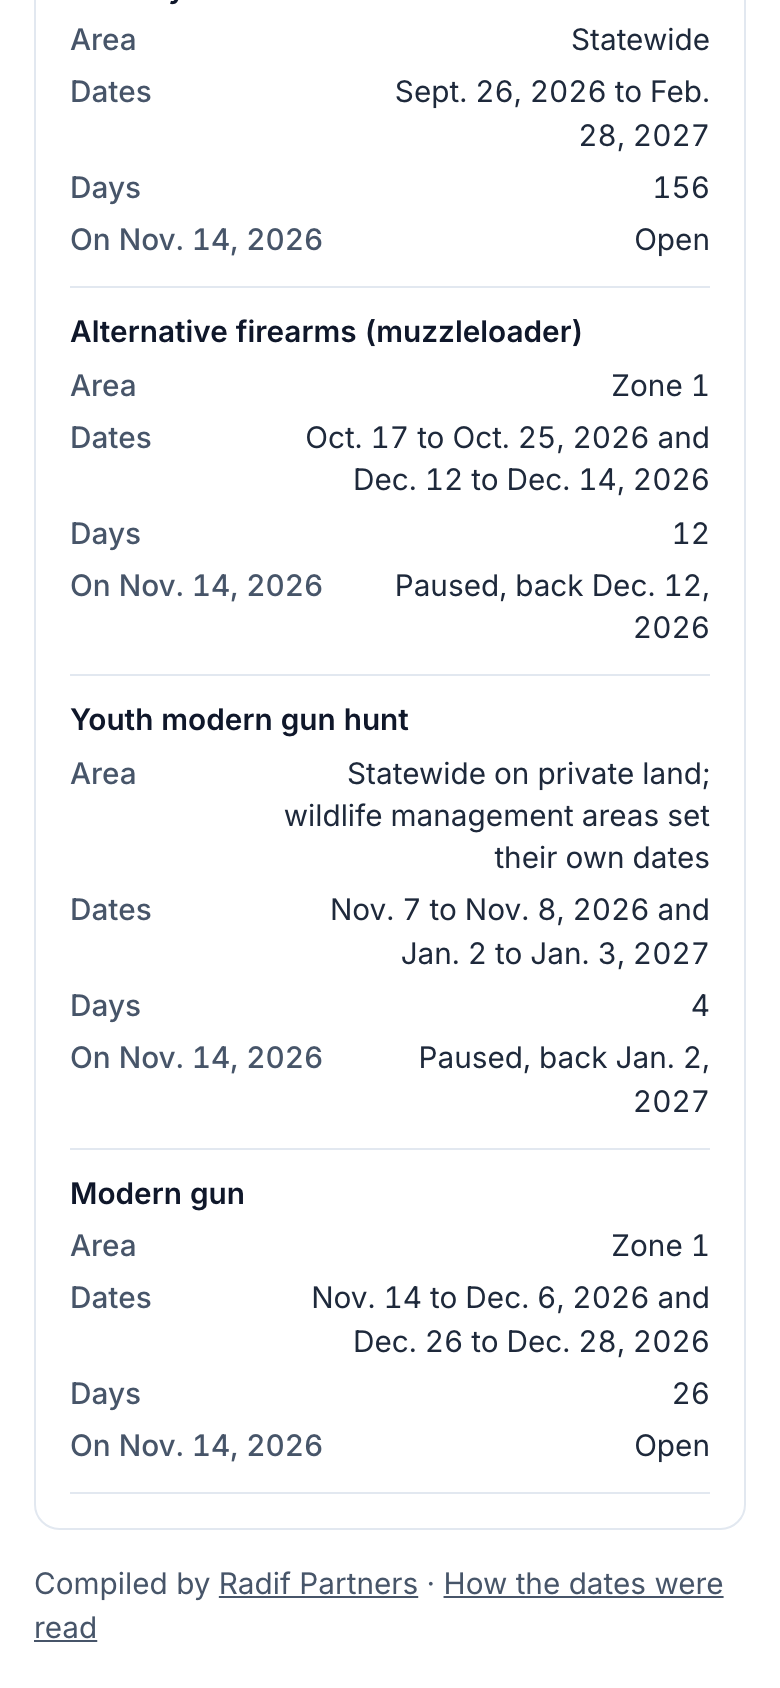 Area Statewide
Dates Sept. 26, 2026 to Feb.
28, 2027
Days 156
On Nov. 14, 2026 Open
Alternative firearms (muzzleloader)
Area Zone 1
Dates Oct. 17 to Oct. 25, 2026 and
Dec. 12 to Dec. 14, 2026
Days 12
On Nov. 14, 2026 Paused, back Dec. 12,
2026
Youth modern gun hunt
Area Statewide on private land;
wildlife management areas set
their own dates
Dates Nov. 7 to Nov. 8, 2026 and
Jan. 2 to Jan. 3, 2027
Days 4
On Nov. 14, 2026 Paused, back Jan. 2,
2027
Modern gun
Area Zone 1
Dates Nov. 14 to Dec. 6, 2026 and
Dec. 26 to Dec. 28, 2026
Days 26
On Nov. 14, 2026 Open
Compiled by Radif Partners · How the dates were
read